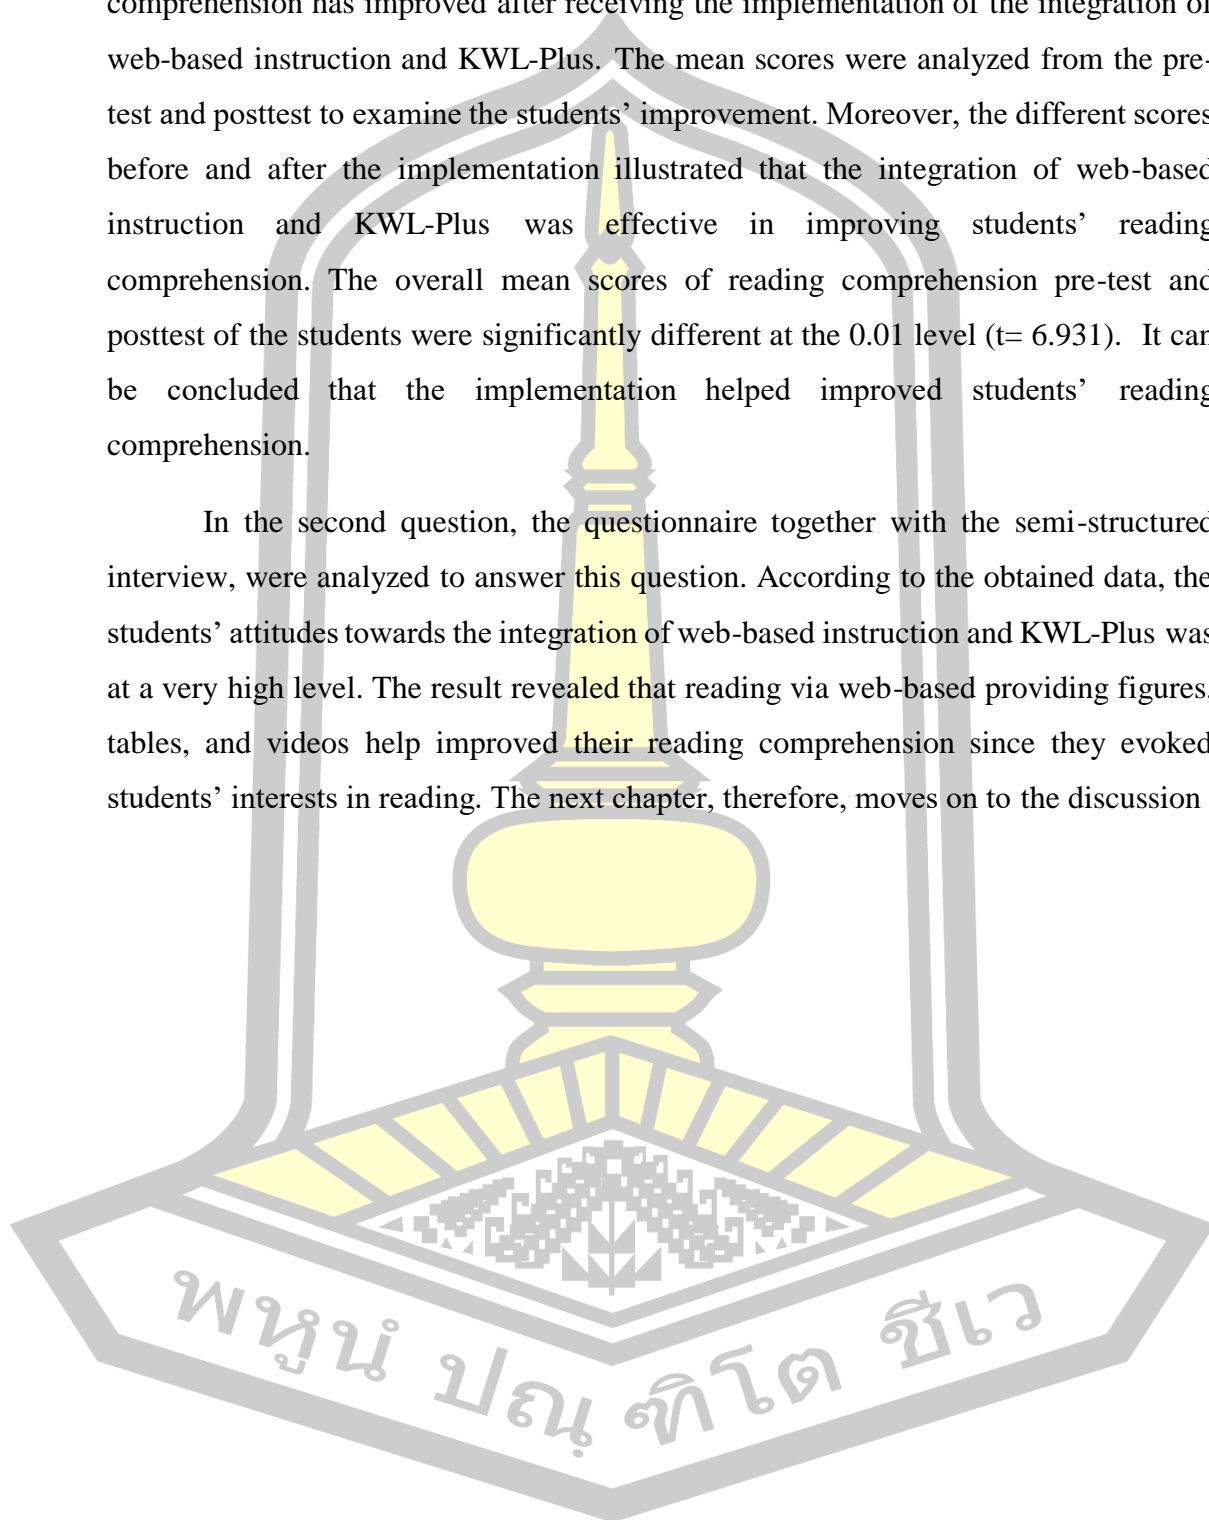 comprehension has improved after receiving the implementation of the integration of
web-based instruction and KWL-Plus. The mean scores were analyzed from the pre-
test and posttest to examine the students’ improvement. Moreover, the different scores
before and after the implementation illustrated that the integration of web-based
instruction and KWL-Plus was effective in improving students’ reading
comprehension. The overall mean scores of reading comprehension pre-test and
posttest of the students were significantly different at the 0.01 level (t= 6.931). It can
be concluded that the implementation helped improved students’ reading
comprehension.
In the second question, the questionnaire together with the semi-structured
interview, were analyzed to answer this question. According to the obtained data, the
students’ attitudes towards the integration of web-based instruction and KWL-Plus was
at a very high level. The result revealed that reading via web-based providing figures,
tables, and videos help improved their reading comprehension since they evoked
students’ interests in reading. The next chapter, therefore, moves on to the discussion
พหูนํ ปณฺ ฑิโต ชีเว